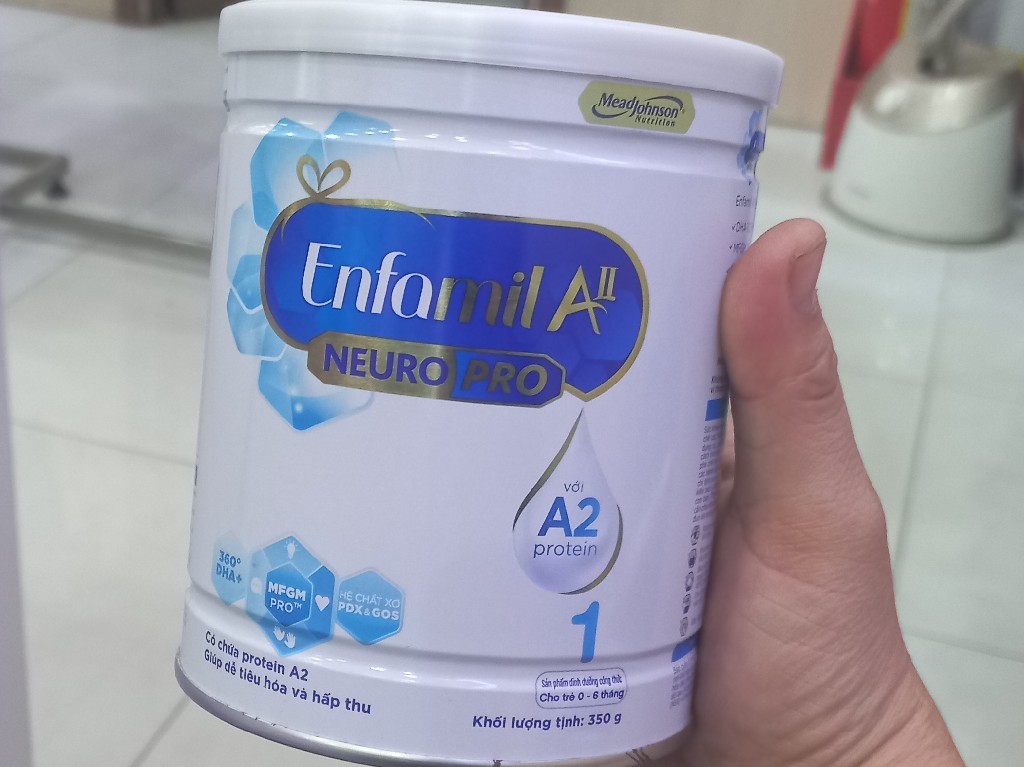 MeadJohnson
Nutrition
Enfamil AII
NEURO PRO
với
A2
protein
360°
DHA+
MFGM
PRO™
HỆ CHẤT XƠ
PDX & GOS
1
Có chứa protein A2
Giúp dễ tiêu hóa và hấp thu
Sản phẩm dinh dưỡng công thức
Cho trẻ 0 - 6 tháng
Khối lượng tịnh: 350 g